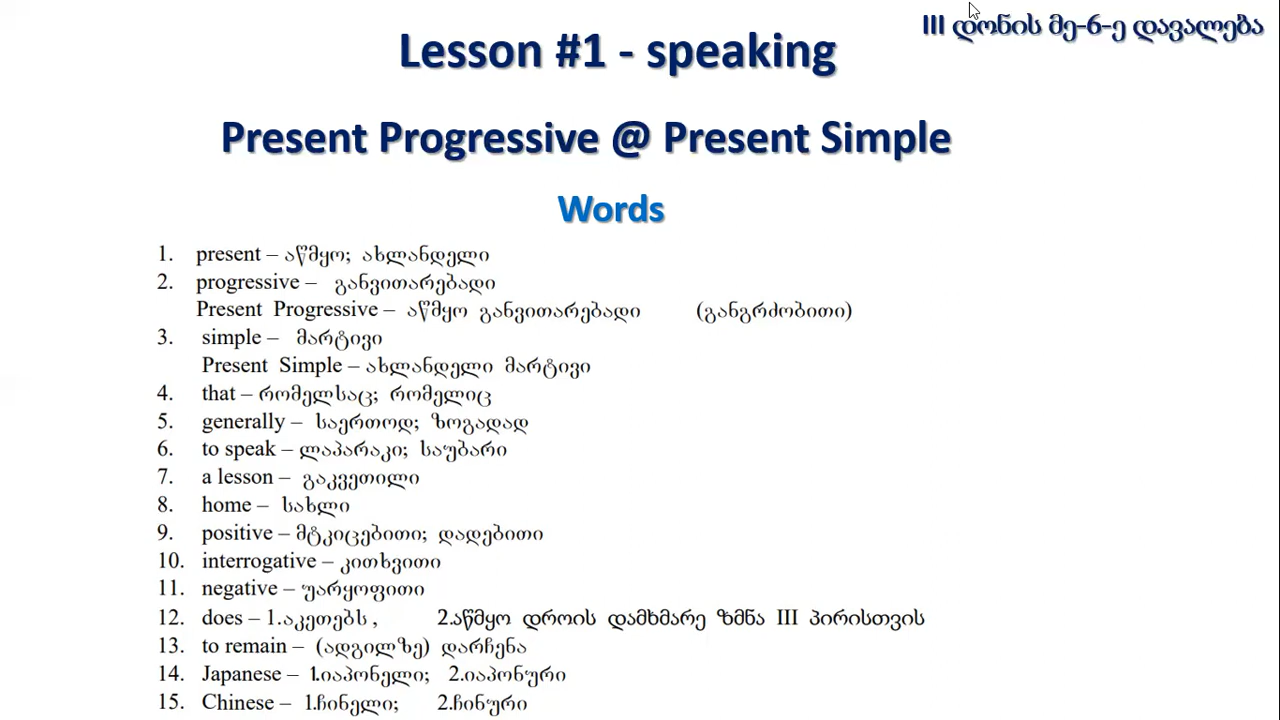 III დონის მე-6-ე დავალება
Lesson #1 - speaking
Present Progressive @ Present Simple
Words
1. present – აწმყო; ახლანდელი
2. progressive – განვითარებადი
Present Progressive – აწმყო განვითარებადი (განგრძობითი)
3. simple – მარტივი
Present Simple – ახლანდელი მარტივი
4. that – რომელსაც; რომელიც
5. generally – საერთოდ; ზოგადად
6. to speak – ლაპარაკი; საუბარი
7. a lesson – გაკვეთილი
8. home – სახლი
9. positive – მტკიცებითი; დადებითი
10. interrogative – კითხვითი
11. negative – უარყოფითი
12. does – 1.აკეთებს , 2.აწმყო დროის დამხმარე ზმნა III პირისთვის
13. to remain – (ადგილზე) დარჩენა
14. Japanese – 1.იაპონელი; 2.იაპონური
15. Chinese – 1.ჩინელი; 2.ჩინური